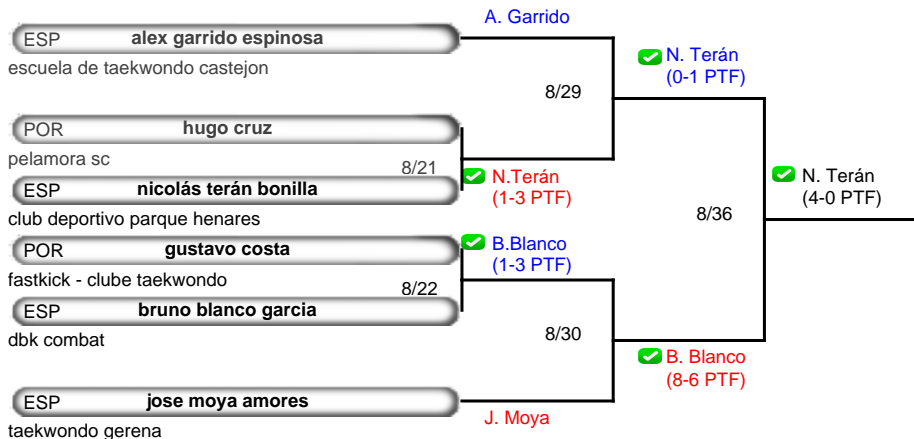 A. Garrido
ESP alex garrido espinosa
escuela de taekwondo castejon
N. Terán
(0-1 PTF)
8/29
POR hugo cruz
pelamora sc
8/21
ESP nicolás terán bonilla
club deportivo parque henares
N.Terán
(1-3 PTF)
N. Terán
(4-0 PTF)
8/36
POR gustavo costa
fastkick - clube taekwondo
B.Blanco
(1-3 PTF)
8/22
ESP bruno blanco garcia
dbk combat
8/30
B. Blanco
(8-6 PTF)
ESP jose moya amores
taekwondo gerena
J. Moya